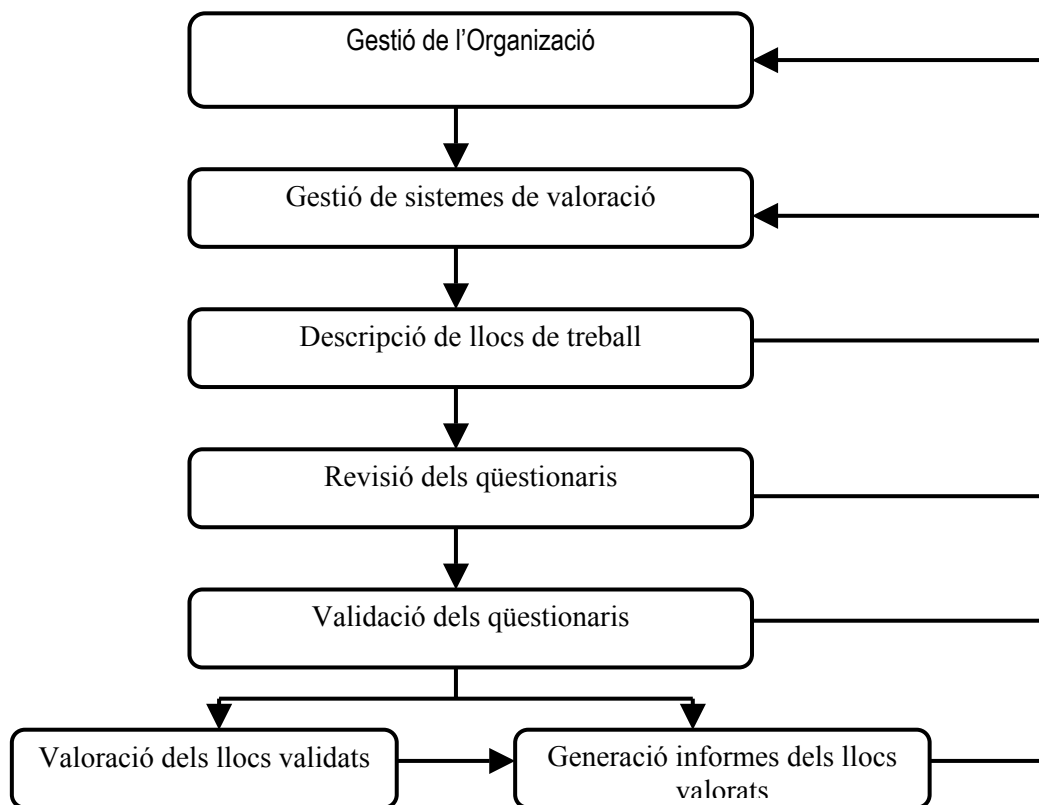 Gestió de l’Organizació
Gestió de sistemes de valoració
Descripció de llocs de treball
Revisió dels qüestionaris
Validació dels qüestionaris
Valoració dels llocs validats
Generació informes dels llocs
valorats